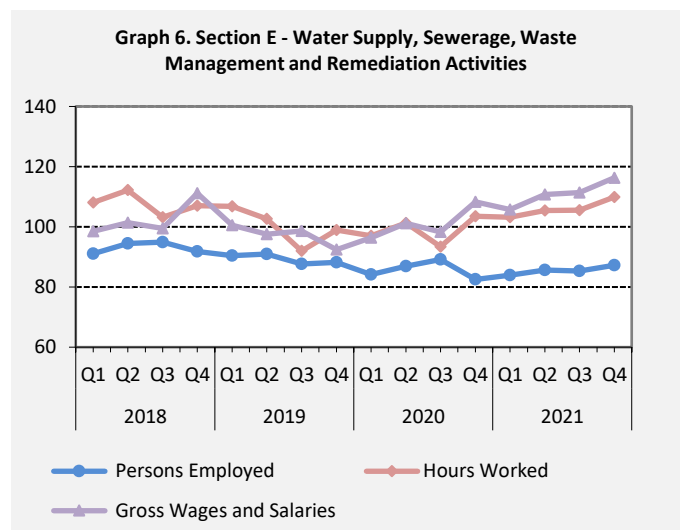 Graph 6. Section E - Water Supply, Sewerage, Waste
Management and Remediation Activities
140
120
100
80
60
Q1 Q2 Q3 Q4 Q1 Q2 Q3 Q4 Q1 Q2 Q3 Q4 Q1 Q2 Q3 Q4
2018 2019 2020 2021
Persons Employed Hours Worked
Gross Wages and Salaries